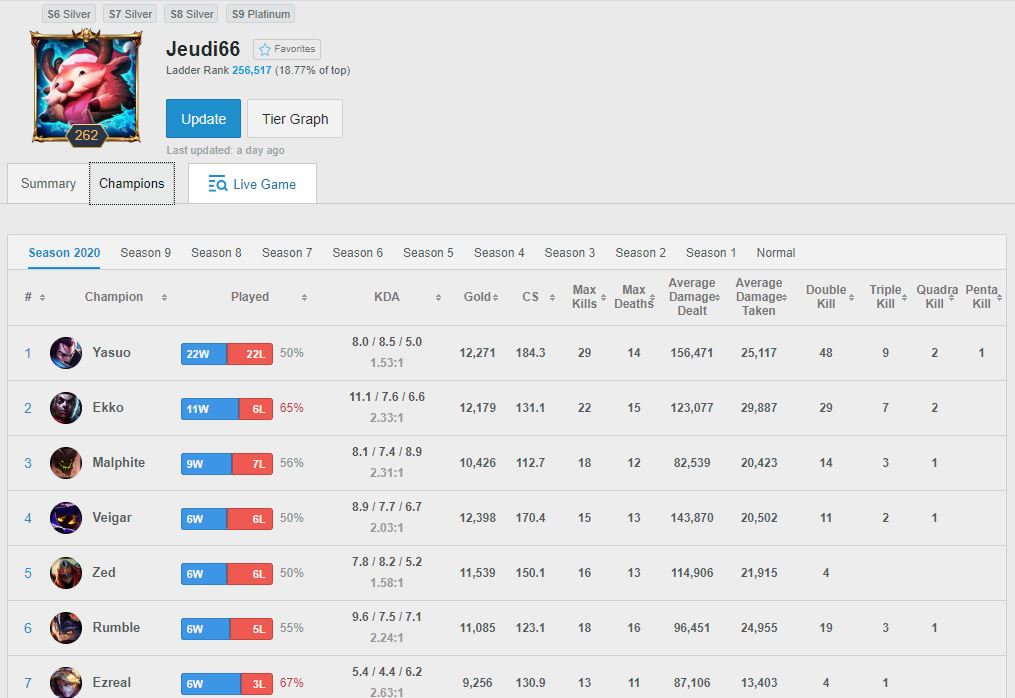 S6 Silver S7 Silver S8 Silver S9 Platinum
Jeudi66 Favorites
Ladder Rank 256,517 (18.77% of top)
262
Update Tier Graph
Last updated: a day ago
Summary Champions Live Game
Season 2020 Season 9 Season 8 Season 7 Season 6 Season 5 Season 4 Season 3 Season 2 Season 1 Normal
# Champion Played KDA Gold CS Max Kills Max Deaths Average Damage Dealt Average Damage Taken Double Kill Triple Kill Quadra Kill Penta Kill
1 Yasuo 22W 22L 50% 8.0 / 8.5 / 5.0 1.53:1 12,271 184.3 29 14 156,471 25,117 48 9 2 1
2 Ekko 11W 6L 65% 11.1 / 7.6 / 6.6 2.33:1 12,179 131.1 22 15 123,077 29,887 29 7 2
3 Malphite 9W 7L 56% 8.1 / 7.4 / 8.9 2.31:1 10,426 112.7 18 12 82,539 20,423 14 3 1
4 Veigar 6W 6L 50% 8.9 / 7.7 / 6.7 2.03:1 12,398 170.4 15 13 143,870 20,502 11 2 1
5 Zed 6W 6L 50% 7.8 / 8.2 / 5.2 1.58:1 11,539 150.1 16 13 114,906 21,915 4
6 Rumble 6W 5L 55% 9.6 / 7.5 / 7.1 2.24:1 11,085 123.1 18 16 96,451 24,955 19 3 1
7 Ezreal 6W 3L 67% 5.4 / 4.4 / 6.2 2.63:1 9,256 130.9 13 11 87,106 13,403 4 1